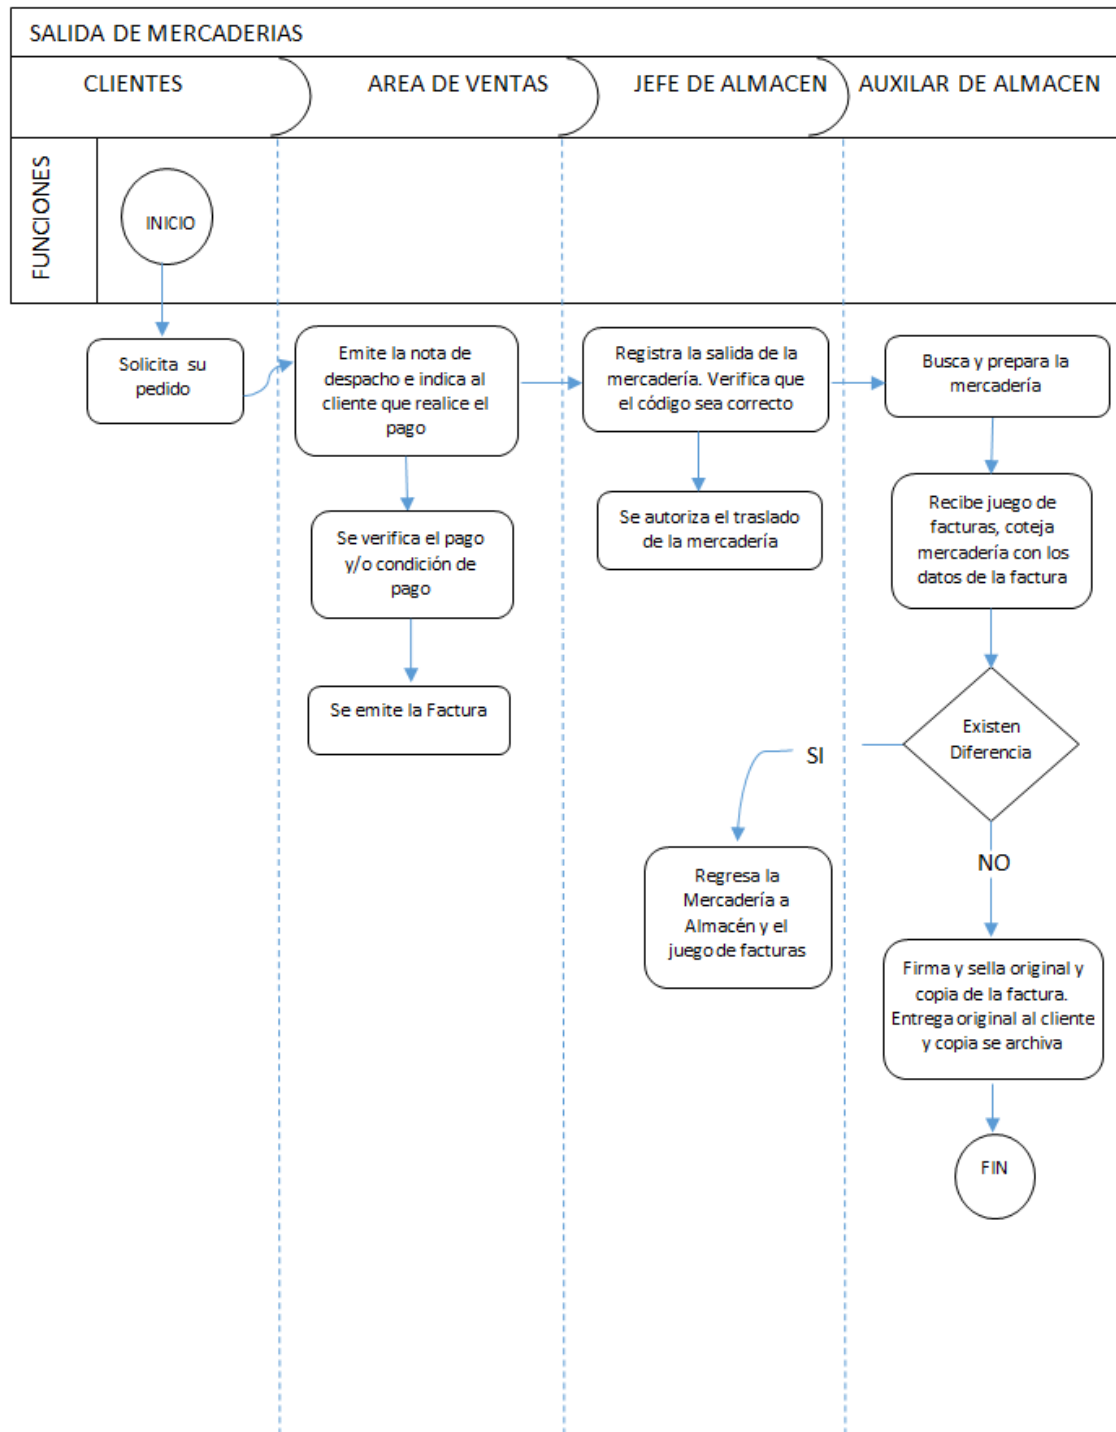 SALIDA DE MERCADERIAS
CLIENTES
AREA DE VENTAS
JEFE DE ALMACEN
AUXILAR DE ALMACEN
FUNCIONES
INICIO
Solicita su
pedido
Emite la nota de
despacho e indica al
cliente que realice el
pago
Registra la salida de la
mercadería. Verifica que
el código sea correcto
Busca y prepara la
mercadería
Se verifica el pago
y/o condición de
pago
Se autoriza el traslado
de la mercadería
Recibe juego de
facturas, coteja
mercadería con los
datos de la factura
Se emite la Factura
Existen
Diferencia
SI
NO
Regresa la
Mercadería a
Almacén y el
juego de facturas
Firma y sella original y
copia de la factura.
Entrega original al cliente
y copia se archiva
FIN